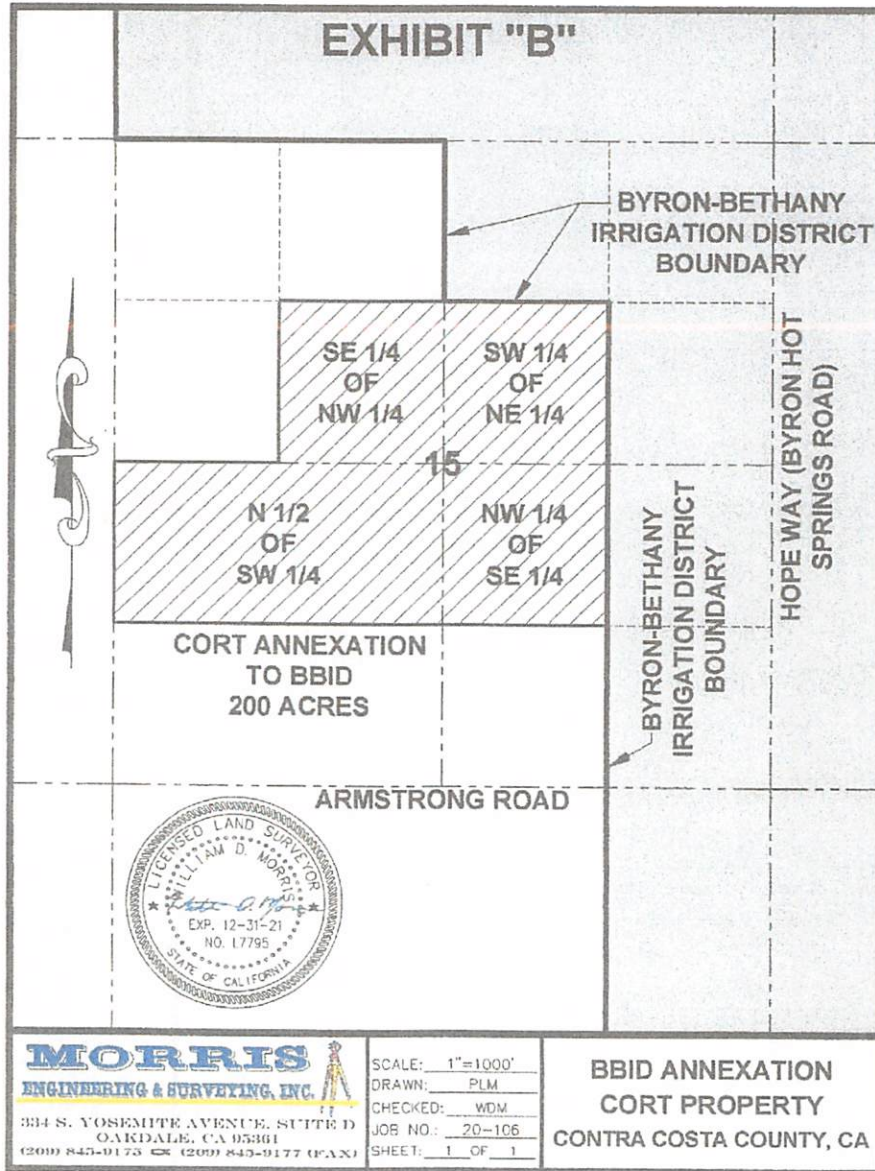 EXHIBIT "B"
BYRON-BETHANY
IRRIGATION DISTRICT
BOUNDARY
SE 1/4
OF
NW 1/4
SW 1/4
OF
NE 1/4
15
N 1/2
OF
SW 1/4
NW 1/4
OF
SE 1/4
HOPE WAY (BYRON HOT
SPRINGS ROAD)
BYRON-BETHANY
IRRIGATION DISTRICT
BOUNDARY
CORT ANNEXATION
TO BBID
200 ACRES
ARMSTRONG ROAD
LICENSED LAND SURVEYOR
WILLIAM D. MORRIS
EXP. 12-31-21
NO. L7795
STATE OF CALIFORNIA
MORRIS
ENGINEERING & SURVEYING, INC.
334 S. YOSEMITE AVENUE, SUITE D
OAKDALE, CA 95361
(209) 845-9175 (209) 845-9177 (FAX)
SCALE: 1"=1000'
DRAWN: PLM
CHECKED: WDM
JOB NO.: 20-106
SHEET: 1 OF 1
BBID ANNEXATION
CORT PROPERTY
CONTRA COSTA COUNTY, CA